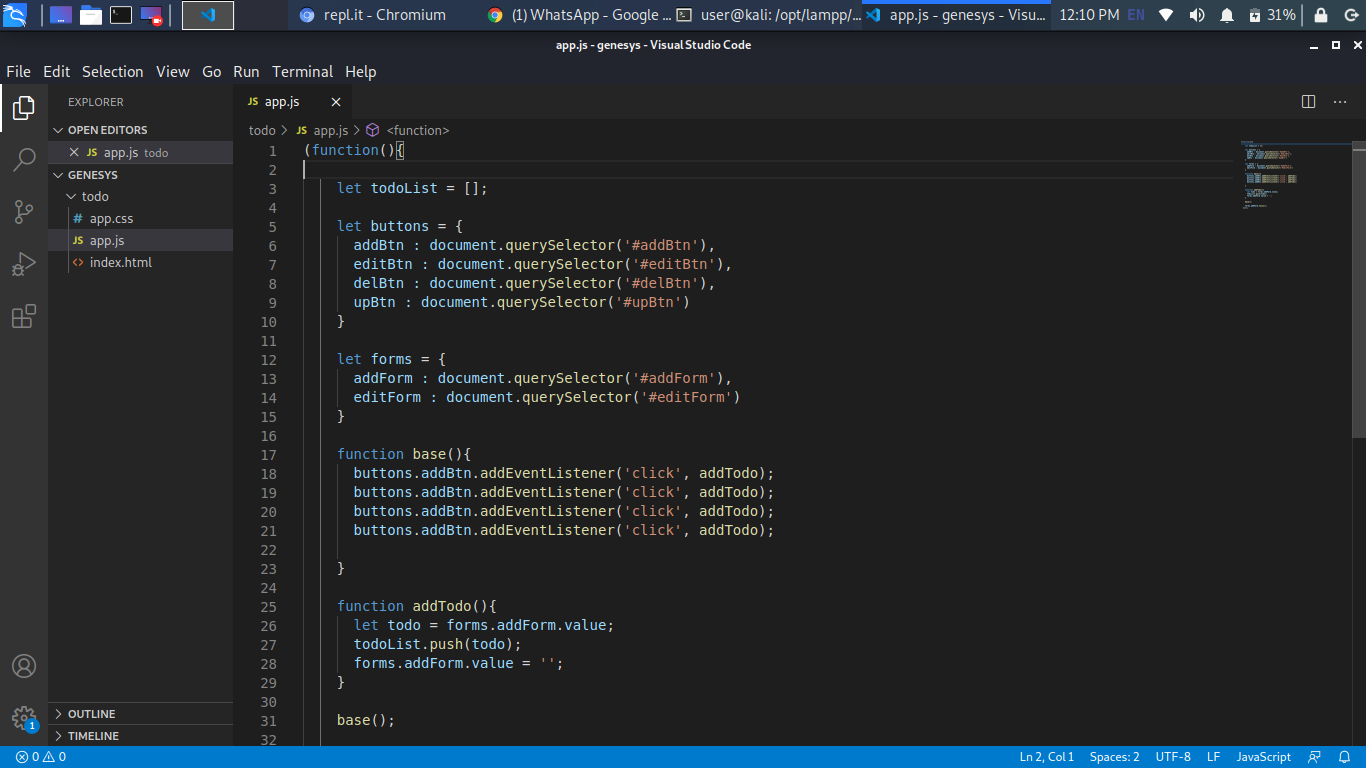 repl.it - Chromium
(1) WhatsApp - Google ...
user@kali: /opt/lampp/...
app.js - genesys - Visu...
12:10 PM EN
31%
app.js - genesys - Visual Studio Code
File Edit Selection View Go Run Terminal Help
EXPLORER
OPEN EDITORS
JS app.js todo
GENESYS
todo
# app.css
JS app.js
<> index.html
OUTLINE
TIMELINE
1
JS app.js
todo > JS app.js > <function>
1 (function(){
2
3 let todoList = [];
4
5 let buttons = {
6 addBtn : document.querySelector('#addBtn'),
7 editBtn : document.querySelector('#editBtn'),
8 delBtn : document.querySelector('#delBtn'),
9 upBtn : document.querySelector('#upBtn')
10 }
11
12 let forms = {
13 addForm : document.querySelector('#addForm'),
14 editForm : document.querySelector('#editForm')
15 }
16
17 function base(){
18 buttons.addBtn.addEventListener('click', addTodo);
19 buttons.addBtn.addEventListener('click', addTodo);
20 buttons.addBtn.addEventListener('click', addTodo);
21 buttons.addBtn.addEventListener('click', addTodo);
22
23 }
24
25 function addTodo(){
26 let todo = forms.addForm.value;
27 todoList.push(todo);
28 forms.addForm.value = '';
29 }
30
31 base();
32
0 0
Ln 2, Col 1 Spaces: 2 UTF-8 LF JavaScript